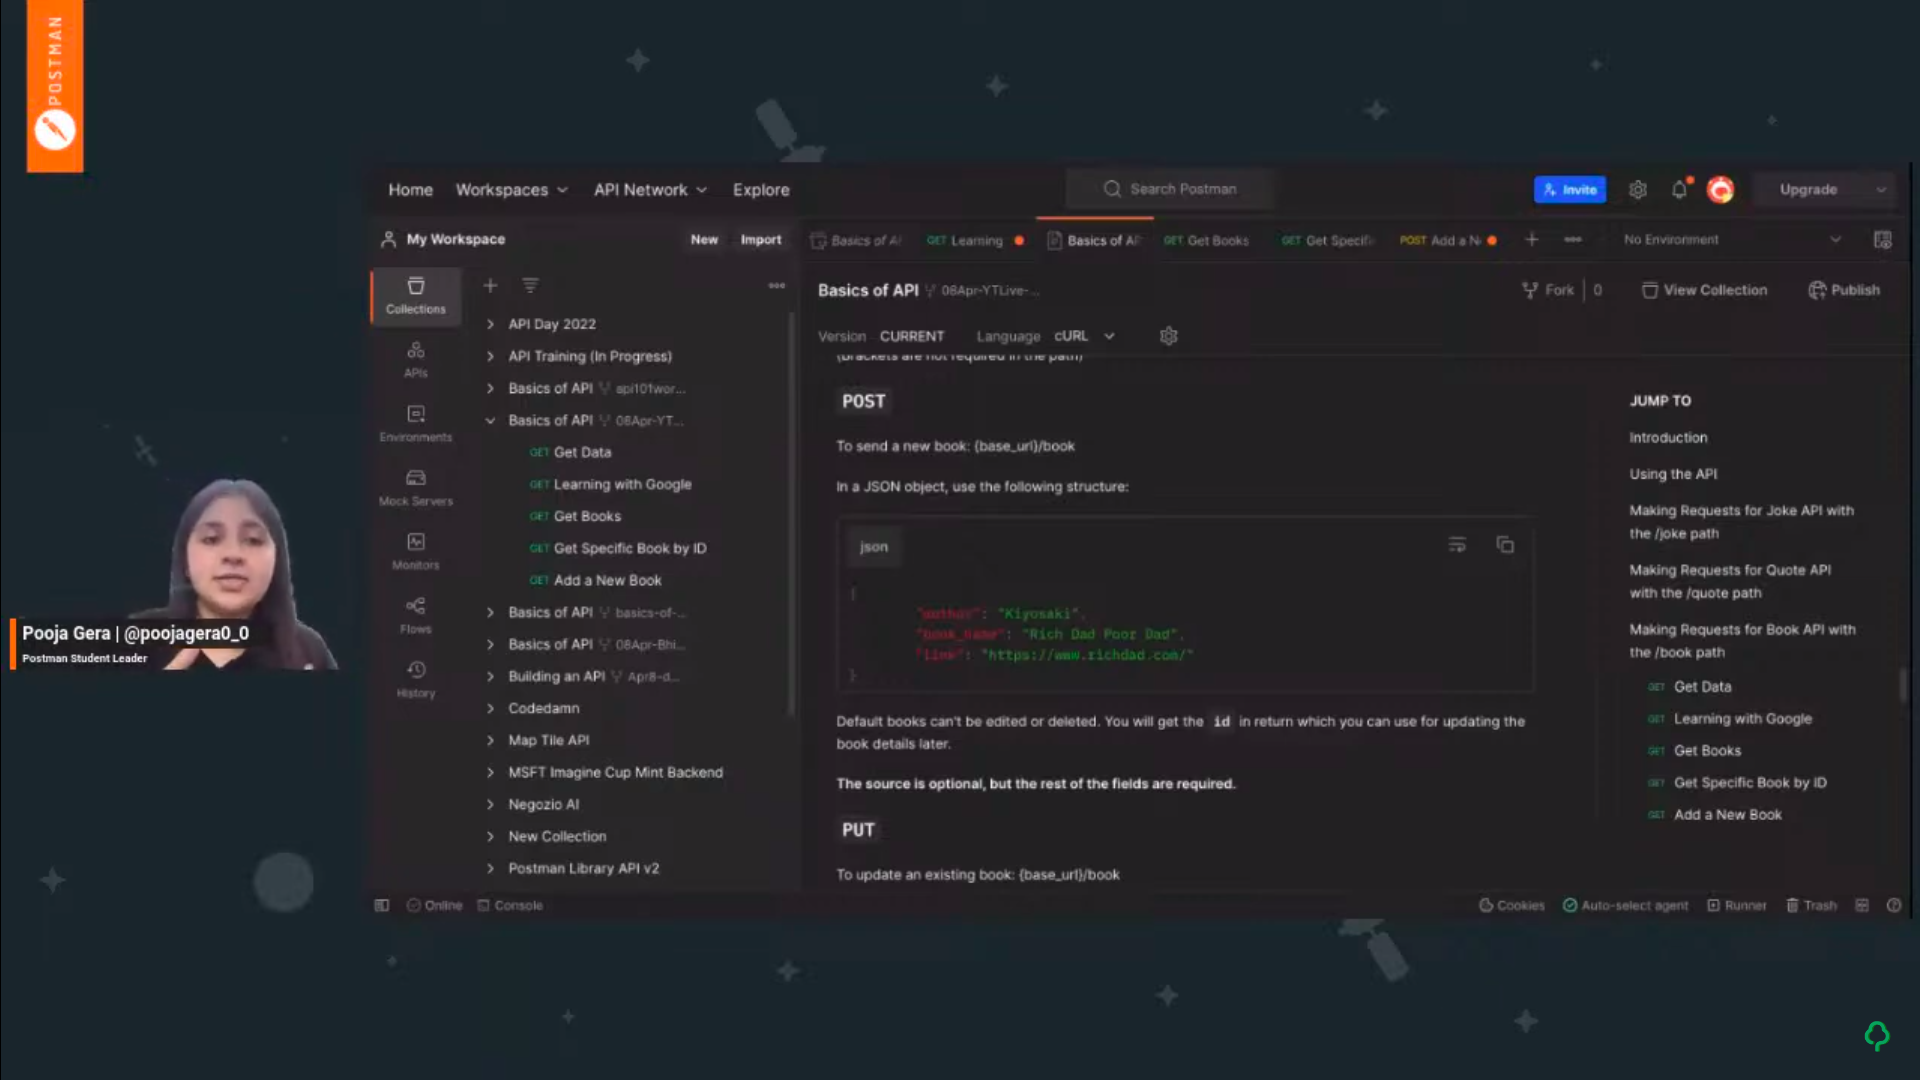 POSTMAN
Home Workspaces API Network Explore
Search Postman
Invite
Upgrade
My Workspace
New Import
Basics of AI
GET Learning
Basics of AP
GET Get Books
GET Get Specifi
POST Add a N
No Environment
Collections
APIs
Environments
Mock Servers
Monitors
Flows
History
API Day 2022
API Training (In Progress)
Basics of API api101wor...
Basics of API 08Apr-YT...
GET Get Data
GET Learning with Google
GET Get Books
GET Get Specific Book by ID
GET Add a New Book
Basics of API basics-of-...
Basics of API 08Apr-Bhi...
Building an API Apr8-d...
Codedamn
Map Tile API
MSFT Imagine Cup Mint Backend
Negozio AI
New Collection
Postman Library API v2
Basics of API 08Apr-YTLive-...
Fork 0
View Collection
Publish
Version CURRENT Language cURL
(Brackets are not required in the path)
POST
To send a new book: {base_url}/book
In a JSON object, use the following structure:
json
{
"author": "Kiyosaki",
"book_name": "Rich Dad Poor Dad",
"link": "https://www.richdad.com/"
}
Default books can't be edited or deleted. You will get the id in return which you can use for updating the
book details later.
The source is optional, but the rest of the fields are required.
PUT
To update an existing book: {base_url}/book
JUMP TO
Introduction
Using the API
Making Requests for Joke API with
the /joke path
Making Requests for Quote API
with the /quote path
Making Requests for Book API with
the /book path
GET Get Data
GET Learning with Google
GET Get Books
GET Get Specific Book by ID
GET Add a New Book
Online
Console
Cookies
Auto-select agent
Runner
Trash
Pooja Gera | @poojagera0_0
Postman Student Leader